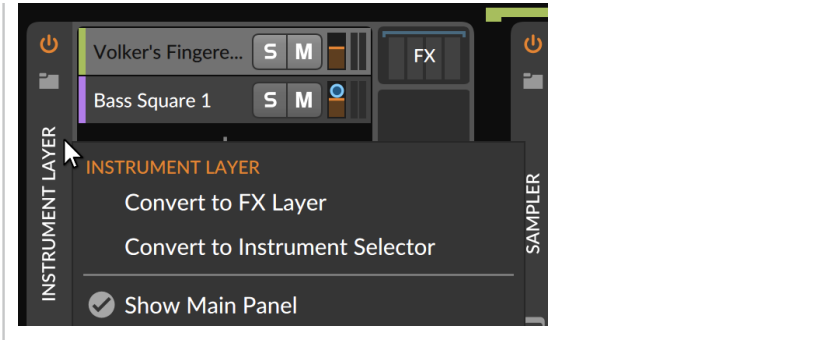 Volker's Fingere... S M
FX
Bass Square 1 S M
INSTRUMENT LAYER
INSTRUMENT LAYER
Convert to FX Layer
Convert to Instrument Selector
Show Main Panel
SAMPLER